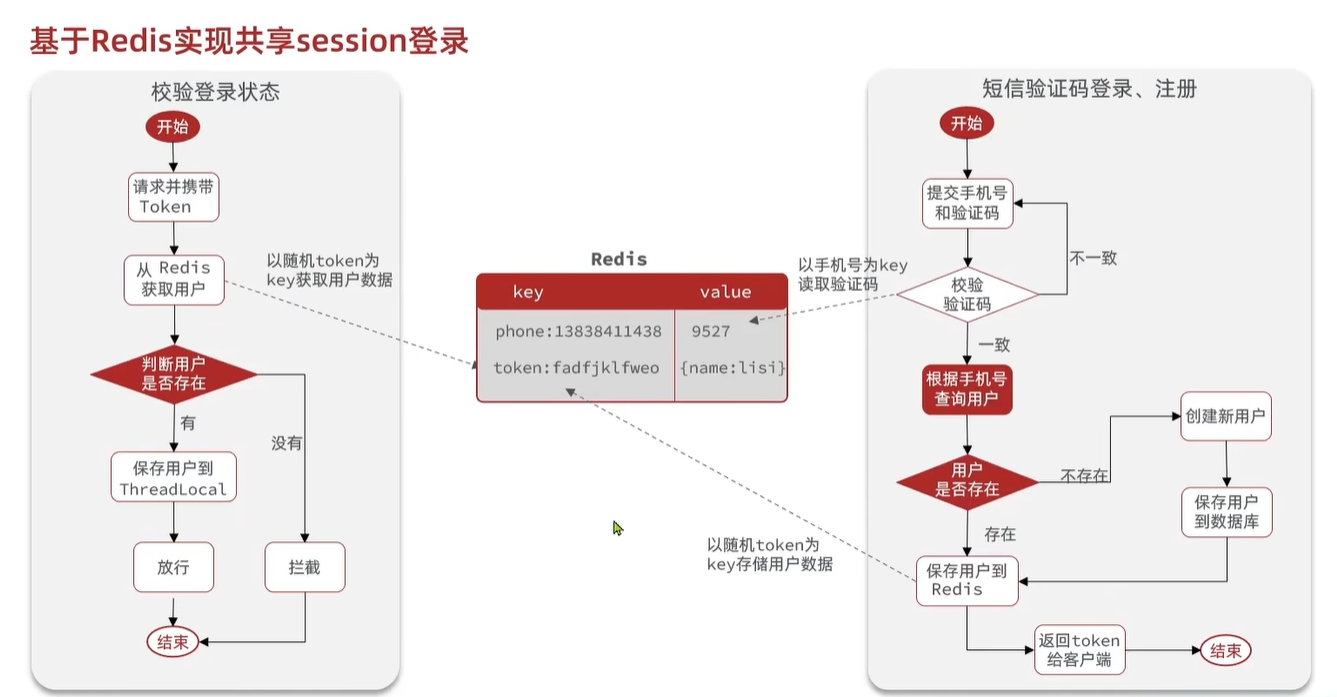 基于Redis实现共享session登录
校验登录状态
开始
请求并携带
Token
从 Redis
获取用户
以随机token为
key获取用户数据
判断用户
是否存在
有
没有
保存用户到
ThreadLocal
放行
拦截
结束
Redis
key value
phone:13838411438 9527
token:fadfjklfweo {name:lisi}
以手机号为key
读取验证码
以随机token为
key存储用户数据
短信验证码登录、注册
开始
提交手机号
和验证码
不一致
校验
验证码
一致
根据手机号
查询用户
用户
是否存在
不存在
创建新用户
保存用户
到数据库
存在
保存用户到
Redis
返回token
给客户端
结束